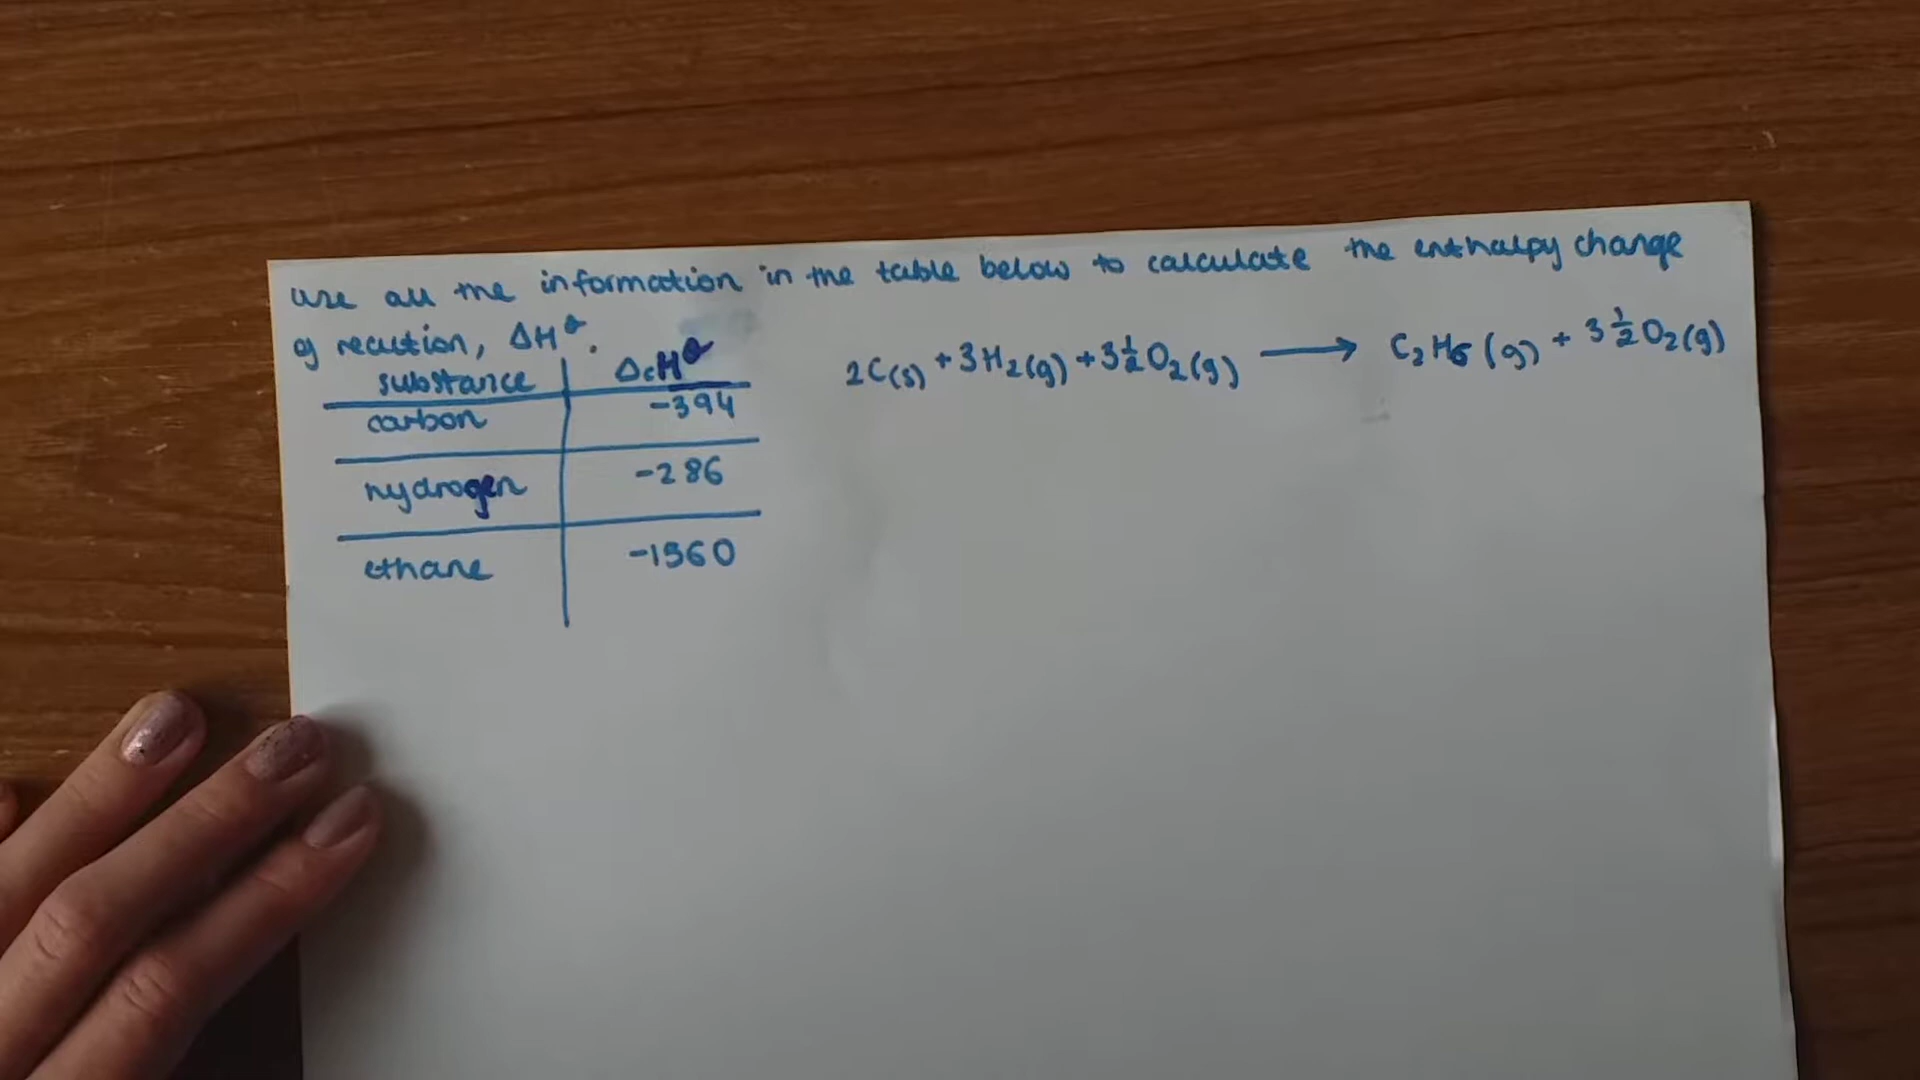 use all the information in the table below to calculate the enthalpy change
of reaction, ΔH⦵.
substance ΔcH⦵
carbon -394
hydrogen -286
ethane -1560
2C(s) + 3H₂(g) + 3½O₂(g) → C₂H₆(g) + 3½O₂(g)